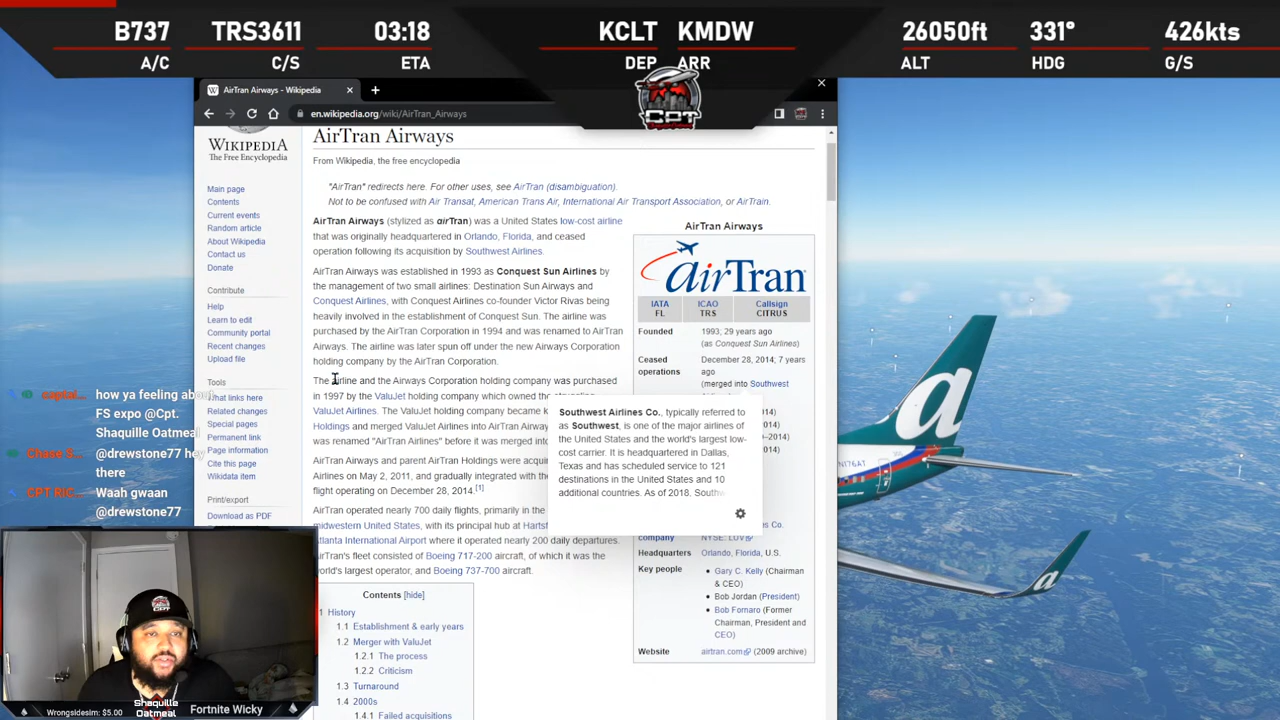 B737
TRS3611
03:18
KCLT
KMDW
26050ft
331°
426kts
A/C
C/S
ETA
DEP
ARR
ALT
HDG
G/S
CPT
AirTran Airways - Wikipedia
en.wikipedia.org/wiki/AirTran_Airways
WIKIPEDIA
The Free Encyclopedia
Main page
Contents
Current events
Random article
About Wikipedia
Contact us
Donate
Contribute
Help
Learn to edit
Community portal
Recent changes
Upload file
Tools
What links here
Related changes
Special pages
Permanent link
Page information
Cite this page
Wikidata item
Print/export
Download as PDF
AirTran Airways
From Wikipedia, the free encyclopedia
"AirTran" redirects here. For other uses, see AirTran (disambiguation).
Not to be confused with Air Transat, American Trans Air, International Air Transport Association, or AirTrain.
AirTran Airways (stylized as airTran) was a United States low-cost airline
that was originally headquartered in Orlando, Florida, and ceased
operation following its acquisition by Southwest Airlines.
AirTran Airways was established in 1993 as Conquest Sun Airlines by
the management of two small airlines: Destination Sun Airways and
Conquest Airlines, with Conquest Airlines co-founder Victor Rivas being
heavily involved in the establishment of Conquest Sun. The airline was
purchased by the AirTran Corporation in 1994 and was renamed to AirTran
Airways. The airline was later spun off under the new Airways Corporation
holding company by the AirTran Corporation.
The airline and the Airways Corporation holding company was purchased
in 1997 by the ValuJet holding company which owned the
ValuJet Airlines. The ValuJet holding company became
Holdings and merged ValuJet Airlines into AirTran
was renamed "AirTran Airlines" before it was merged
AirTran Airways and parent AirTran Holdings were
Airlines on May 2, 2011, and gradually integrated with the
flight operating on December 28, 2014.[1]
AirTran operated nearly 700 daily flights, primarily in the
midwestern United States, with its principal hub at
Atlanta International Airport where it operated nearly 200 daily departures.
AirTran's fleet consisted of Boeing 717-200 aircraft, of which it was the
world's largest operator, and Boeing 737-700 aircraft.
Contents [hide]
1 History
1.1 Establishment & early years
1.2 Merger with ValuJet
1.2.1 The process
1.2.2 Criticism
1.3 Turnaround
1.4 2000s
1.4.1 Failed acquisitions
AirTran Airways
airTran
IATA
FL
ICAO
TRS
Callsign
CITRUS
Founded
1993; 29 years ago
(as Conquest Sun Airlines)
Ceased
operations
December 28, 2014; 7 years
ago
(merged into Southwest
Southwest Airlines Co., typically referred to
as Southwest, is one of the major airlines of
the United States and the world's largest low-
cost carrier. It is headquartered in Dallas,
Texas and has scheduled service to 121
destinations in the United States and 10
additional countries. As of 2018,
company
NYSE: LUV
Headquarters
Orlando, Florida, U.S.
Key people
Gary C. Kelly (Chairman
& CEO)
Bob Jordan (President)
Bob Fornaro (Former
Chairman, President and
CEO)
Website
airtran.com (2009 archive)
how ya feeling about
FS expo @Cpt.
Shaquille Oatmeal
Chase S...
@drewstone77 hey
there
CPT RIC...
Waah gwaan
@drewstone77
CPT
Wrongsidesim: $5.00
Shaquille
Oatmeal
Fortnite Wicky
a
N176AT
a